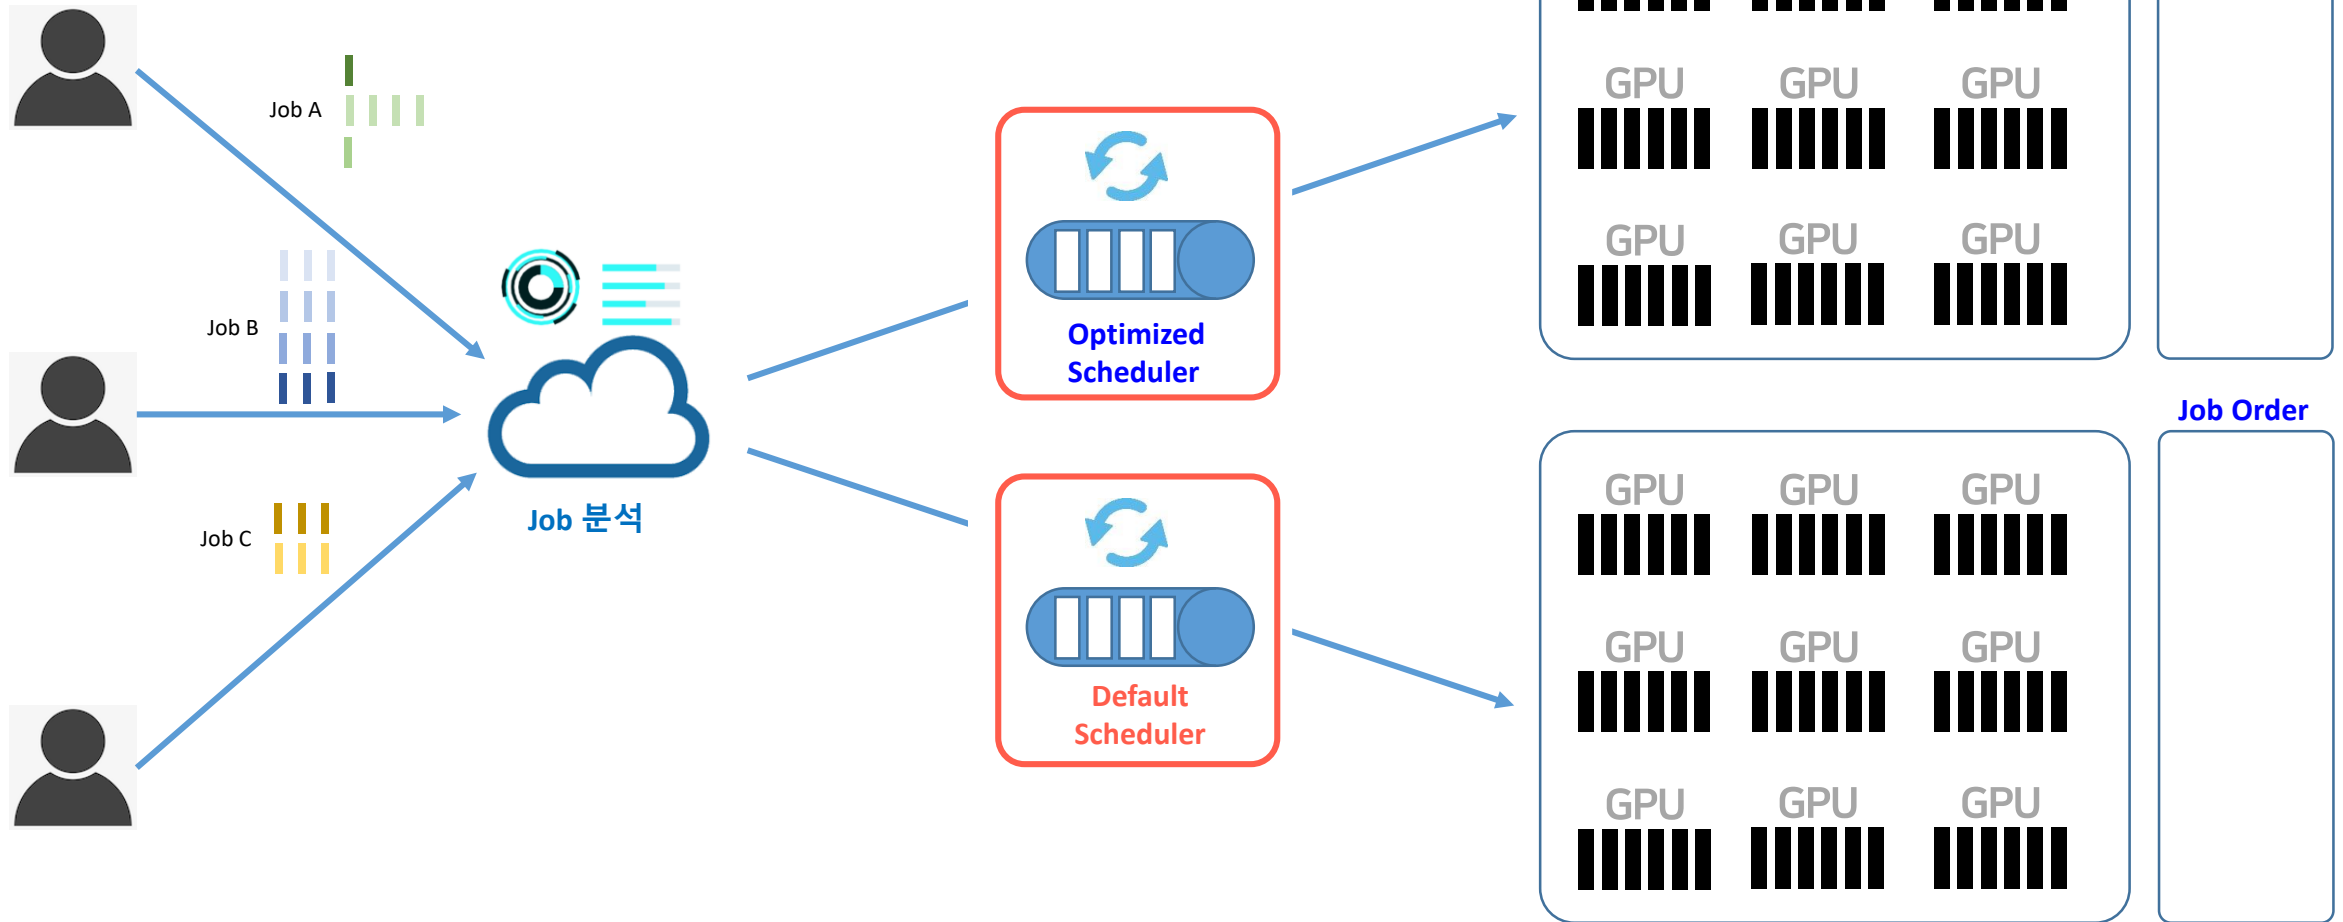 Job A
Job B
Job C
Job 분석
Optimized
Scheduler
Default
Scheduler
GPU GPU GPU
GPU GPU GPU
Job Order
GPU GPU GPU
GPU GPU GPU
GPU GPU GPU